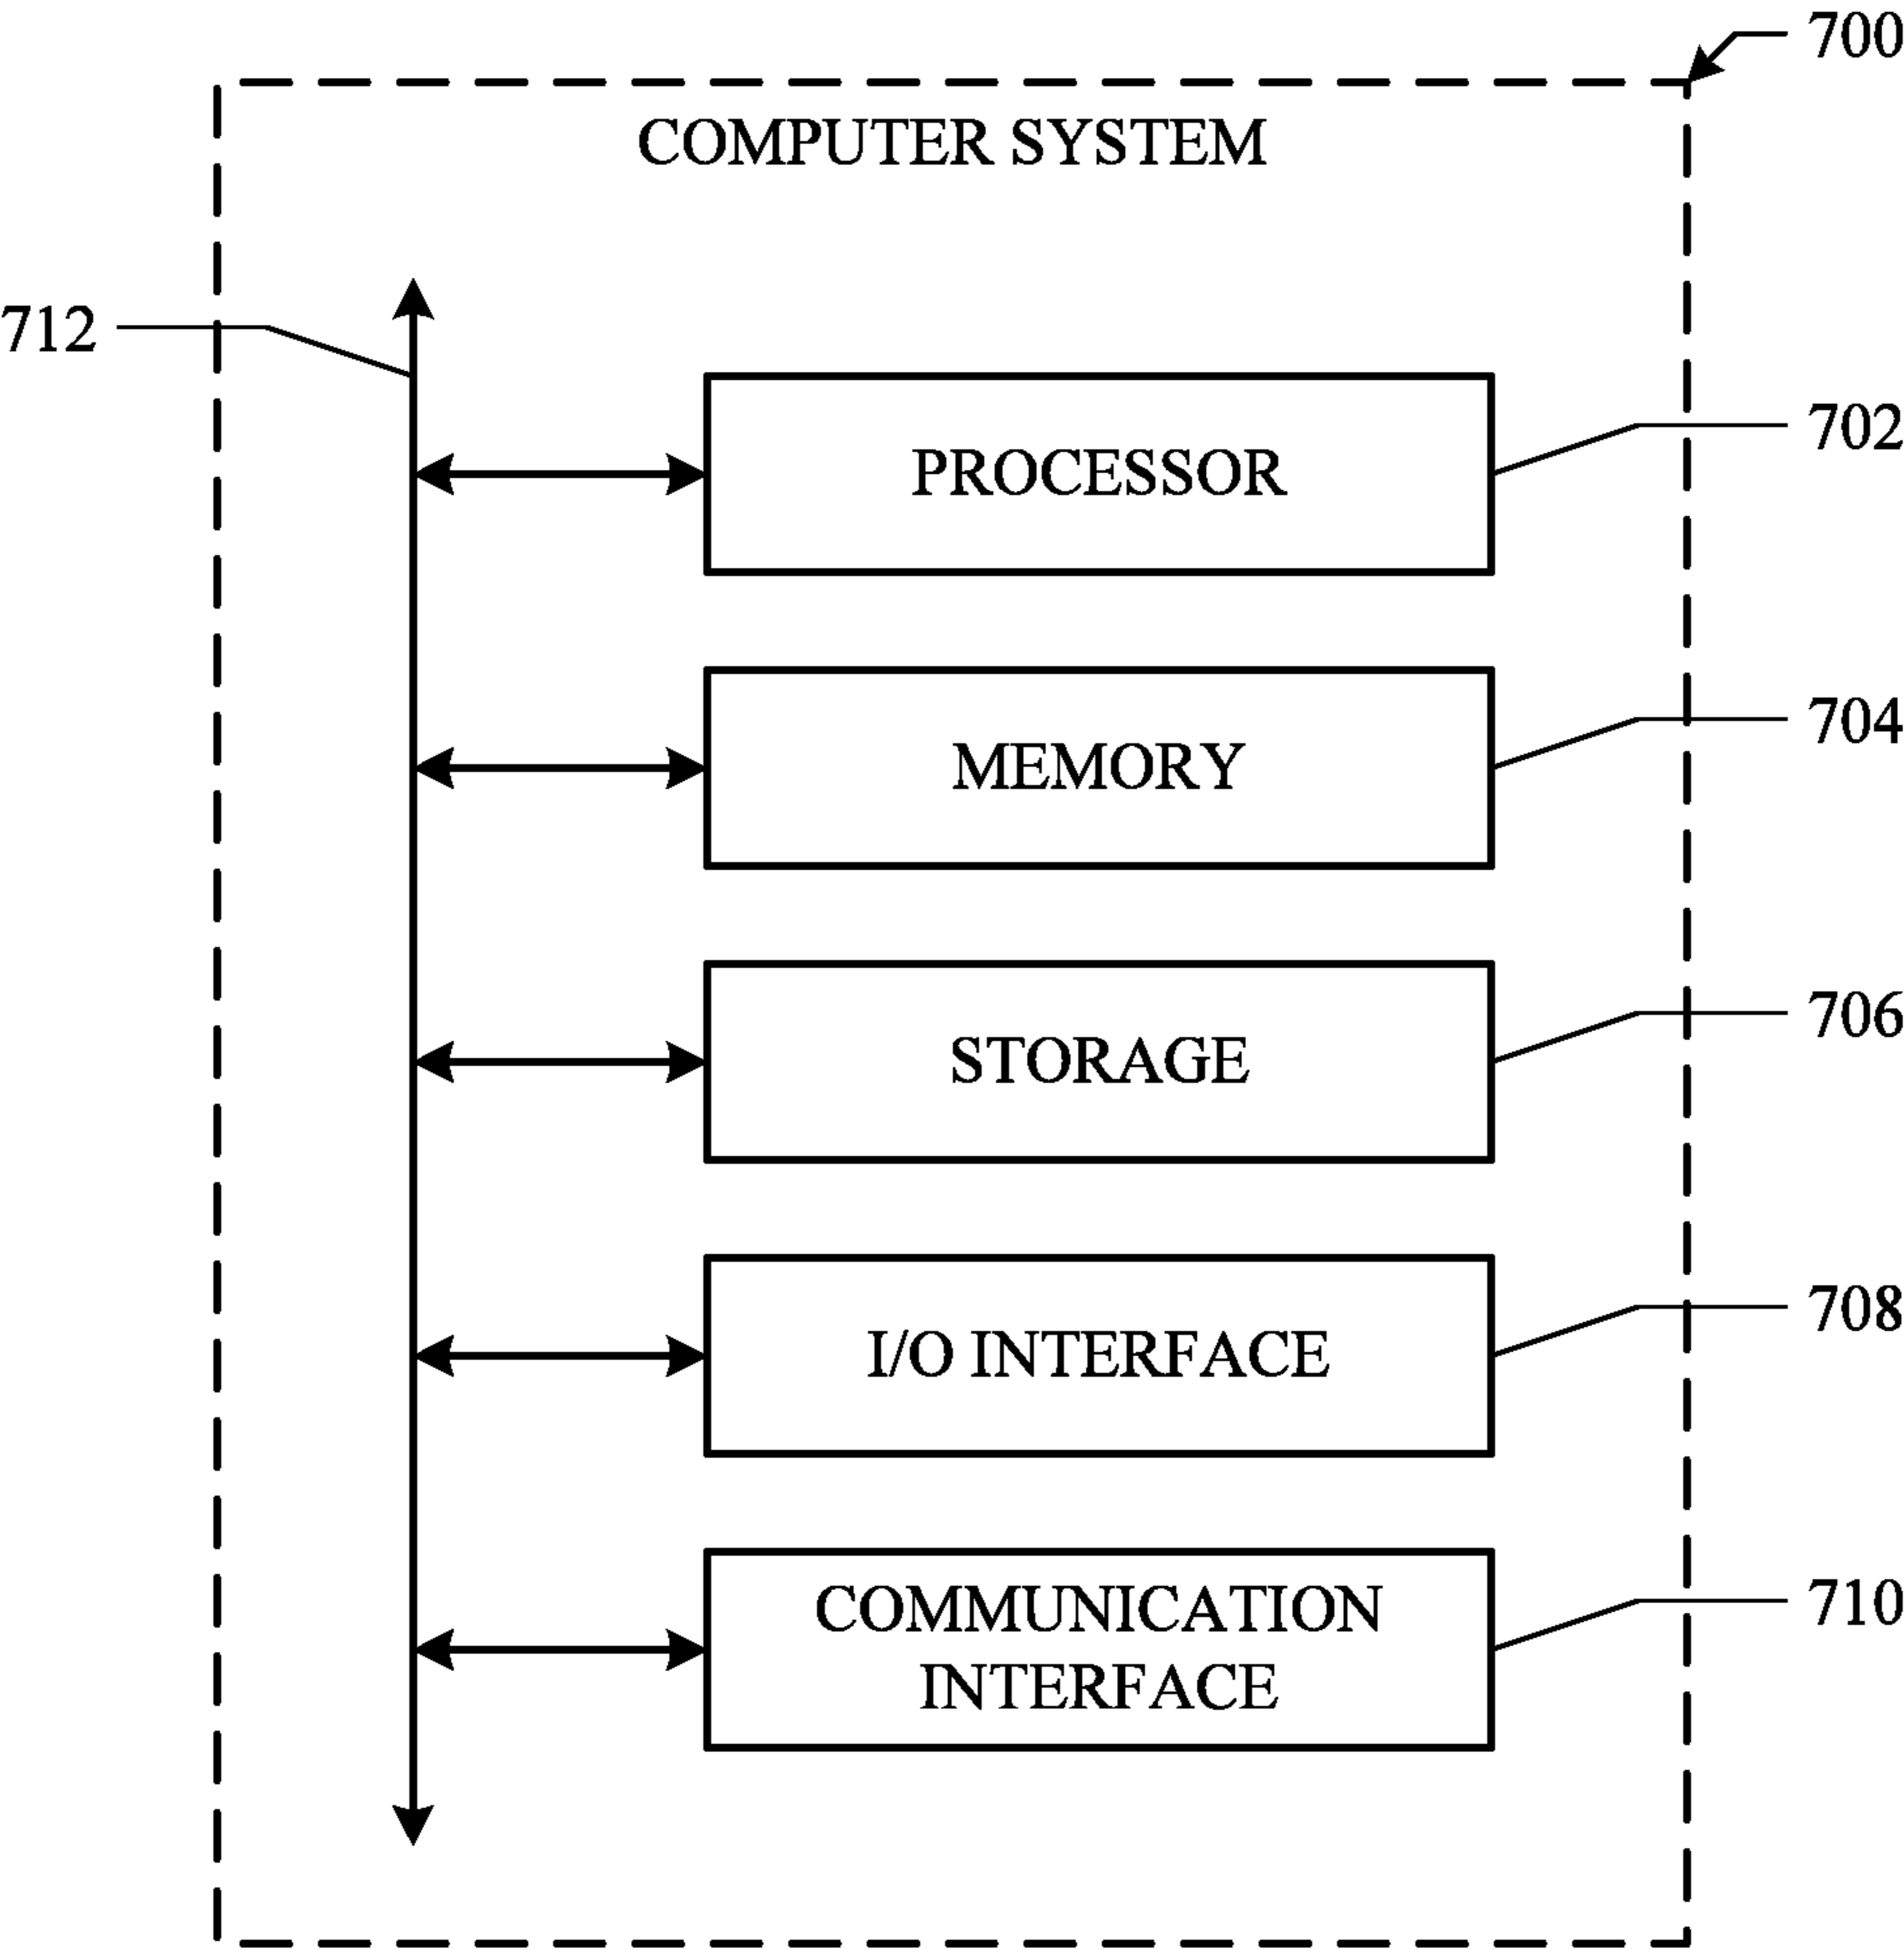 700
COMPUTER SYSTEM
712
702
PROCESSOR
704
MEMORY
706
STORAGE
708
I/O INTERFACE
710
COMMUNICATION
INTERFACE